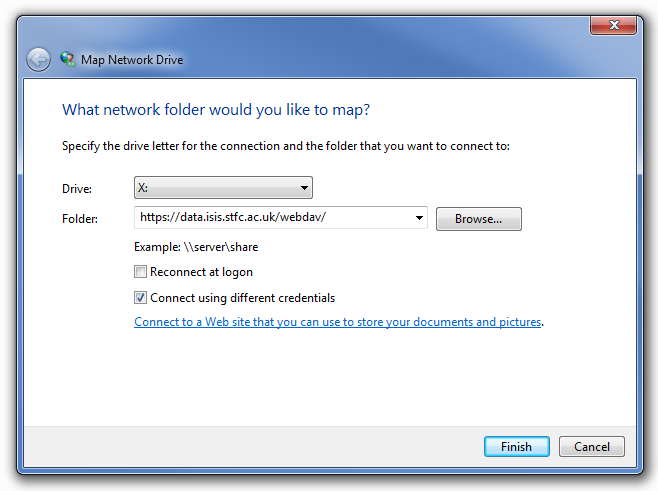 Map Network Drive
What network folder would you like to map?
Specify the drive letter for the connection and the folder that you want to connect to:
Drive: X:
Folder: https://data.isis.stfc.ac.uk/webdav/ Browse...
Example: \\server\share
Reconnect at logon
Connect using different credentials
Connect to a Web site that you can use to store your documents and pictures.
Finish Cancel